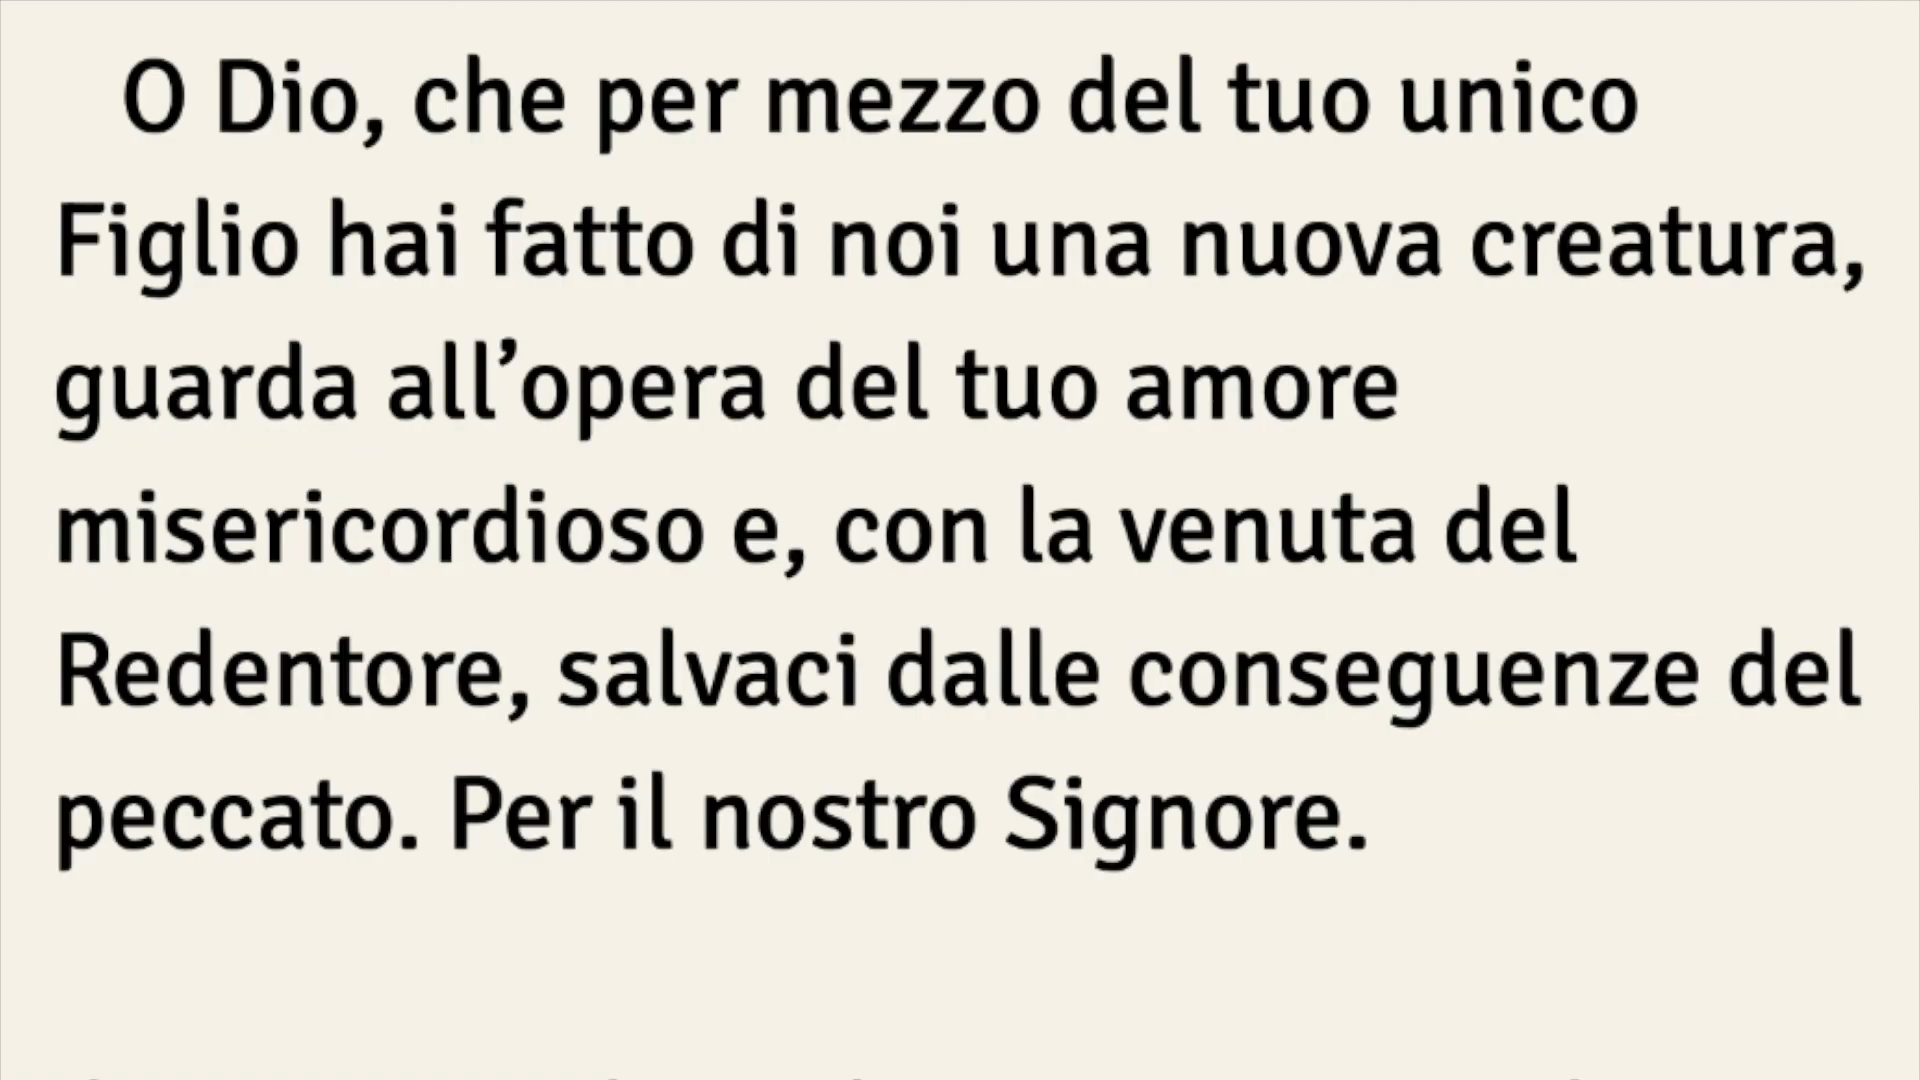 O Dio, che per mezzo del tuo unico
Figlio hai fatto di noi una nuova creatura,
guarda all’opera del tuo amore
misericordioso e, con la venuta del
Redentore, salvaci dalle conseguenze del
peccato. Per il nostro Signore.